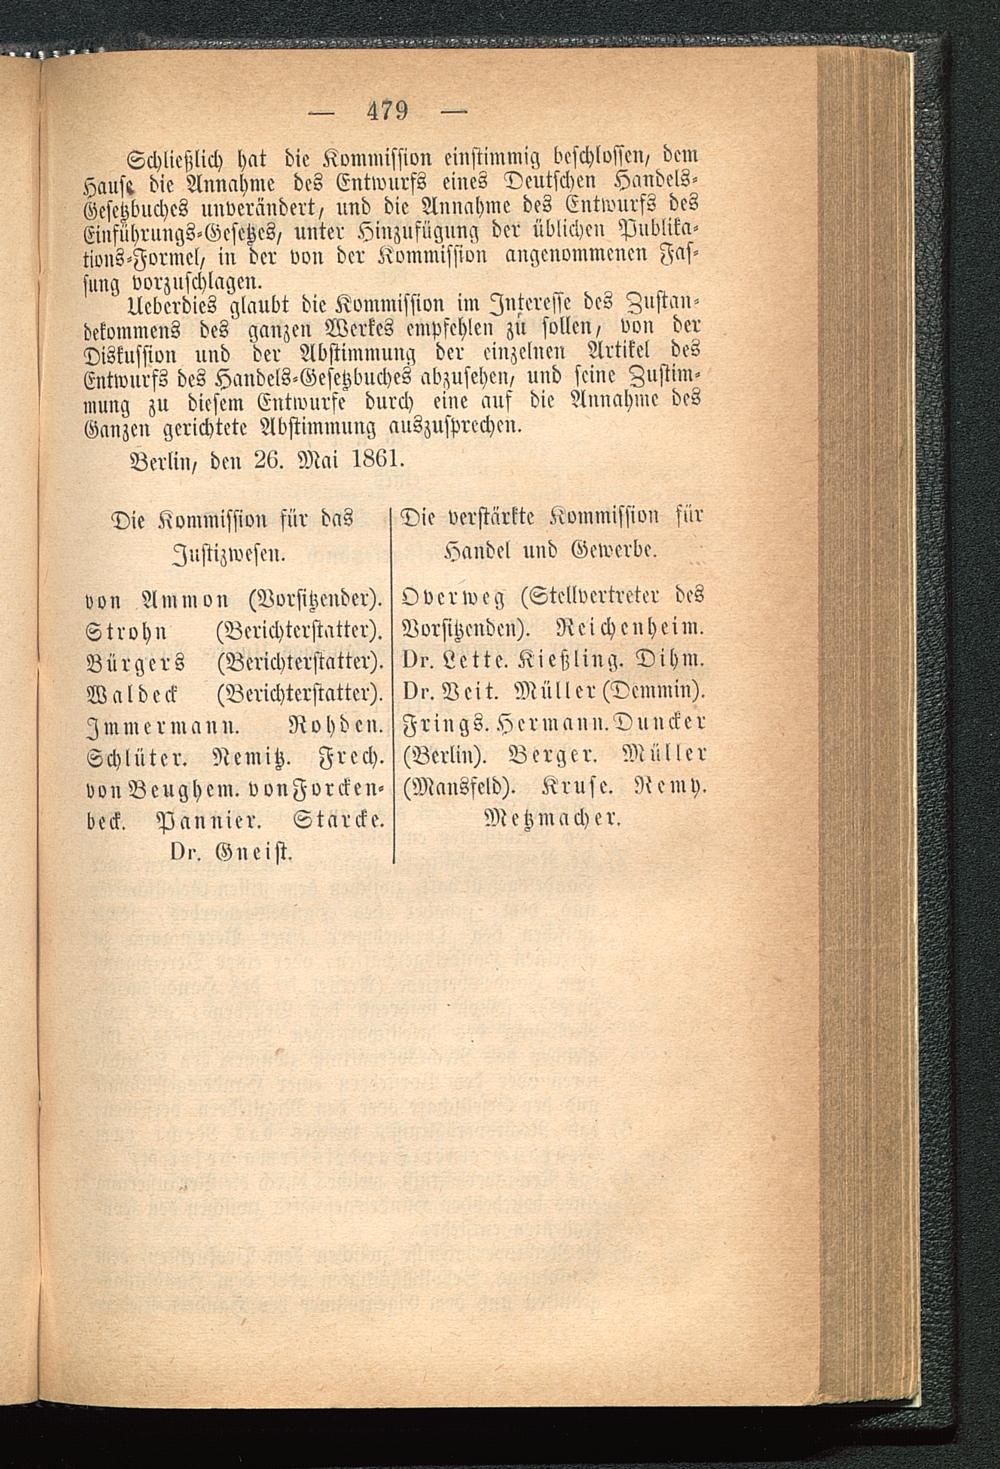 — 479 —
Schließlich hat die Kommission einstimmig beschlossen, dem
Hause die Annahme des Entwurfs eines Deutschen Handels-
Gesetzbuches unverändert, und die Annahme des Entwurfs des
Einführungs-Gesetzes, unter Hinzufügung der üblichen Publika-
tions-Formel, in der von der Kommission angenommenen Fas-
sung vorzuschlagen.
Ueberdies glaubt die Kommission im Interesse des Zustan-
dekommens des ganzen Werkes empfehlen zu sollen, von der
Diskussion und der Abstimmung der einzelnen Artikel des
Entwurfs des Handels-Gesetzbuches abzusehen, und seine Zustim-
mung zu diesem Entwurfe durch eine auf die Annahme des
Ganzen gerichtete Abstimmung auszusprechen.
Berlin, den 26. Mai 1861.
Die Kommission für das
Justizwesen.
von Ammon (Vorsitzender).
Strohn (Berichterstatter).
Bürgers (Berichterstatter).
Waldeck (Berichterstatter).
Immermann. Rohden.
Schlüter. Nemitz. Frech.
von Beughem. von Forcken-
beck. Pannier. Starcke.
Dr. Gneist.
Die verstärkte Kommission für
Handel und Gewerbe.
Overweg (Stellvertreter des
Vorsitzenden). Reichenheim.
Dr. Lette. Kießling. Dihm.
Dr. Veit. Müller (Demmin).
Frings. Hermann. Duncker
(Berlin). Berger. Müller
(Mansfeld). Kruse. Remy.
Metzmacher.